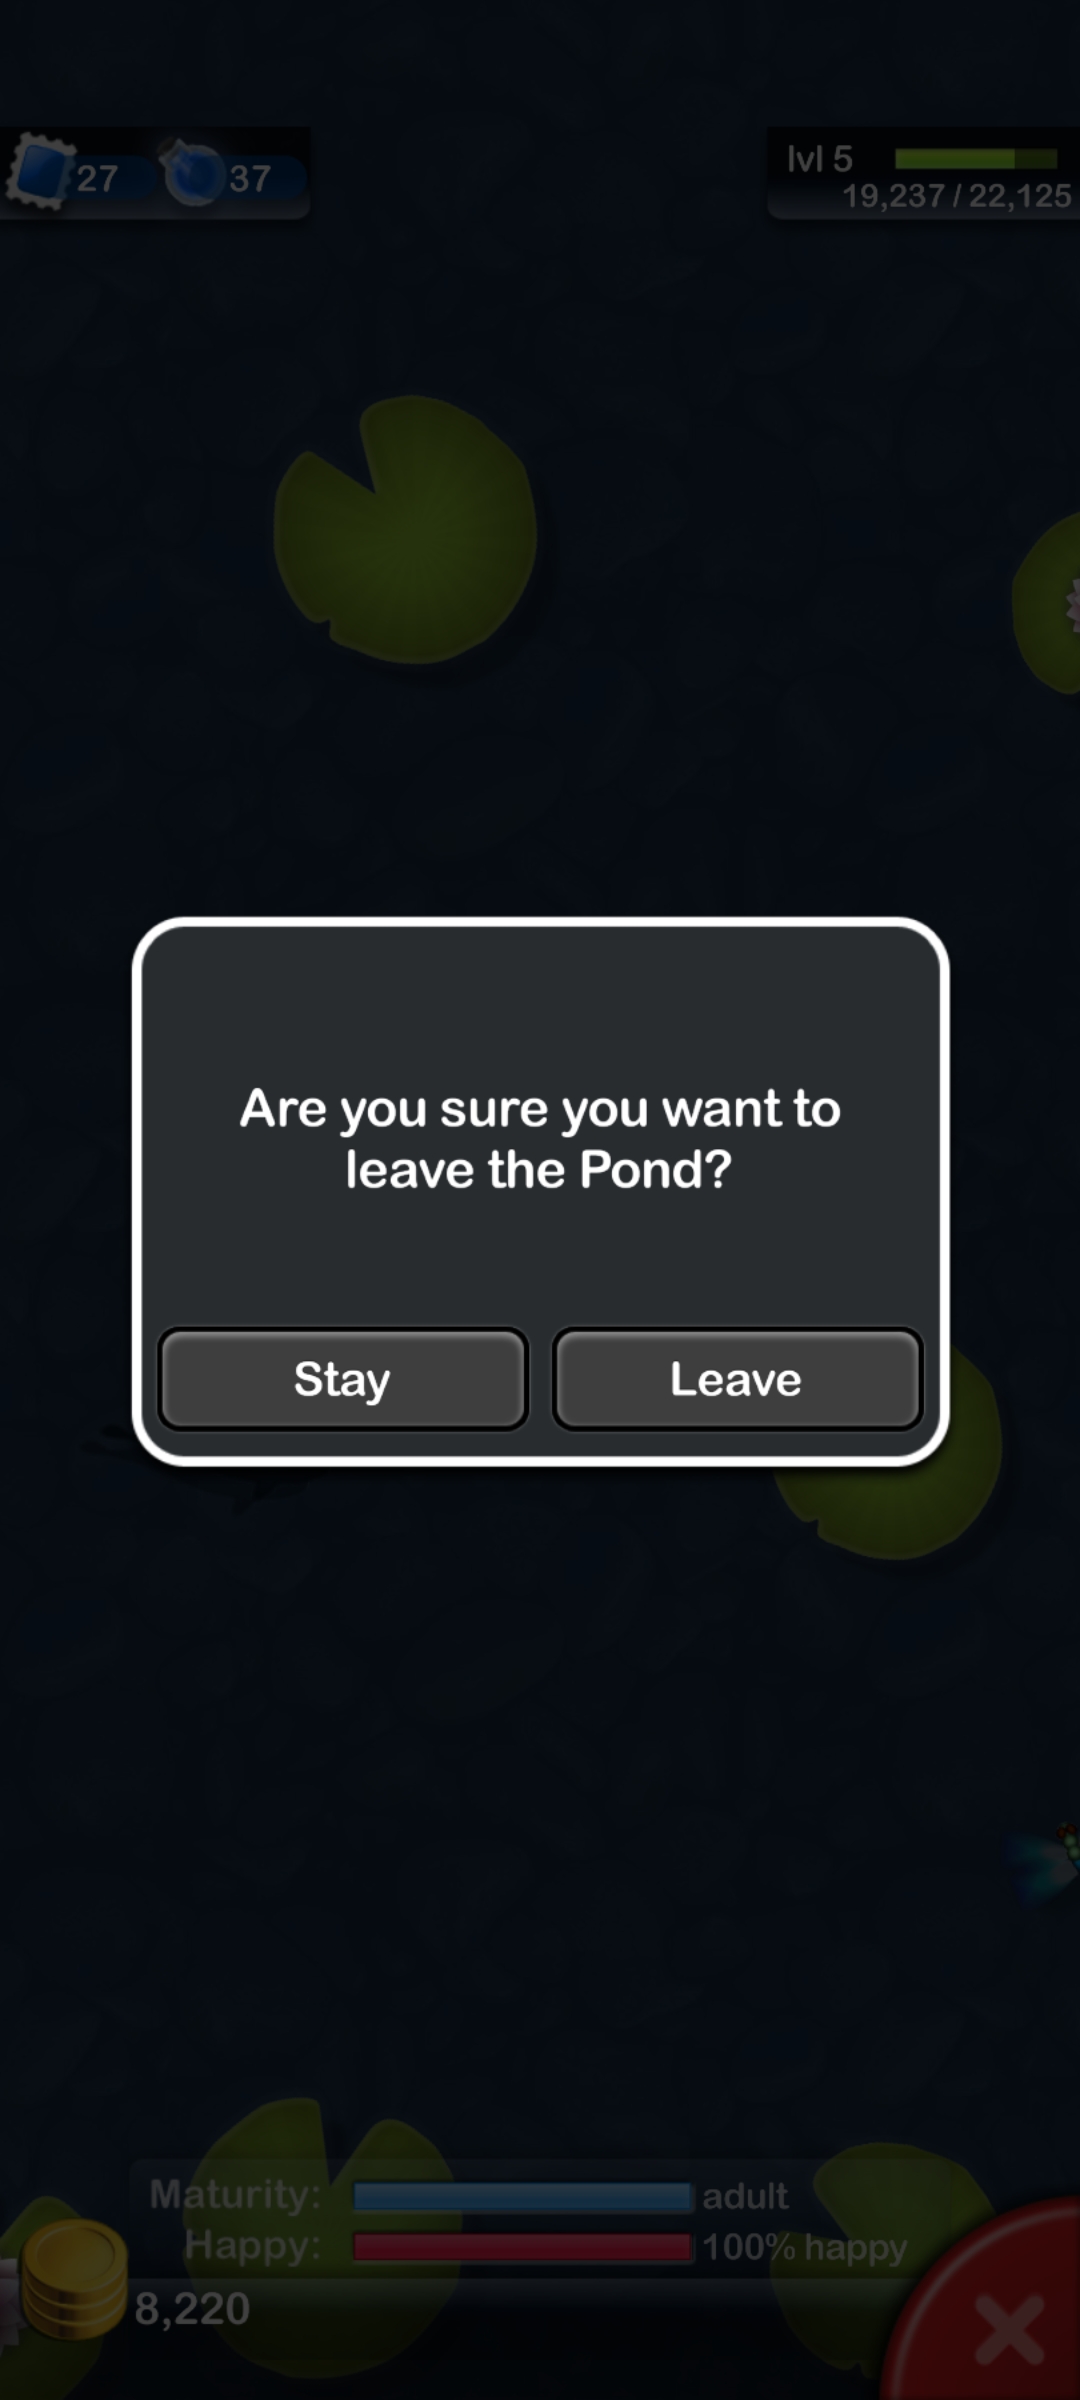 27
37
lvl 5
19,237 / 22,125
Are you sure you want to
leave the Pond?
Stay
Leave
Maturity:
adult
Happy:
100% happy
8,220